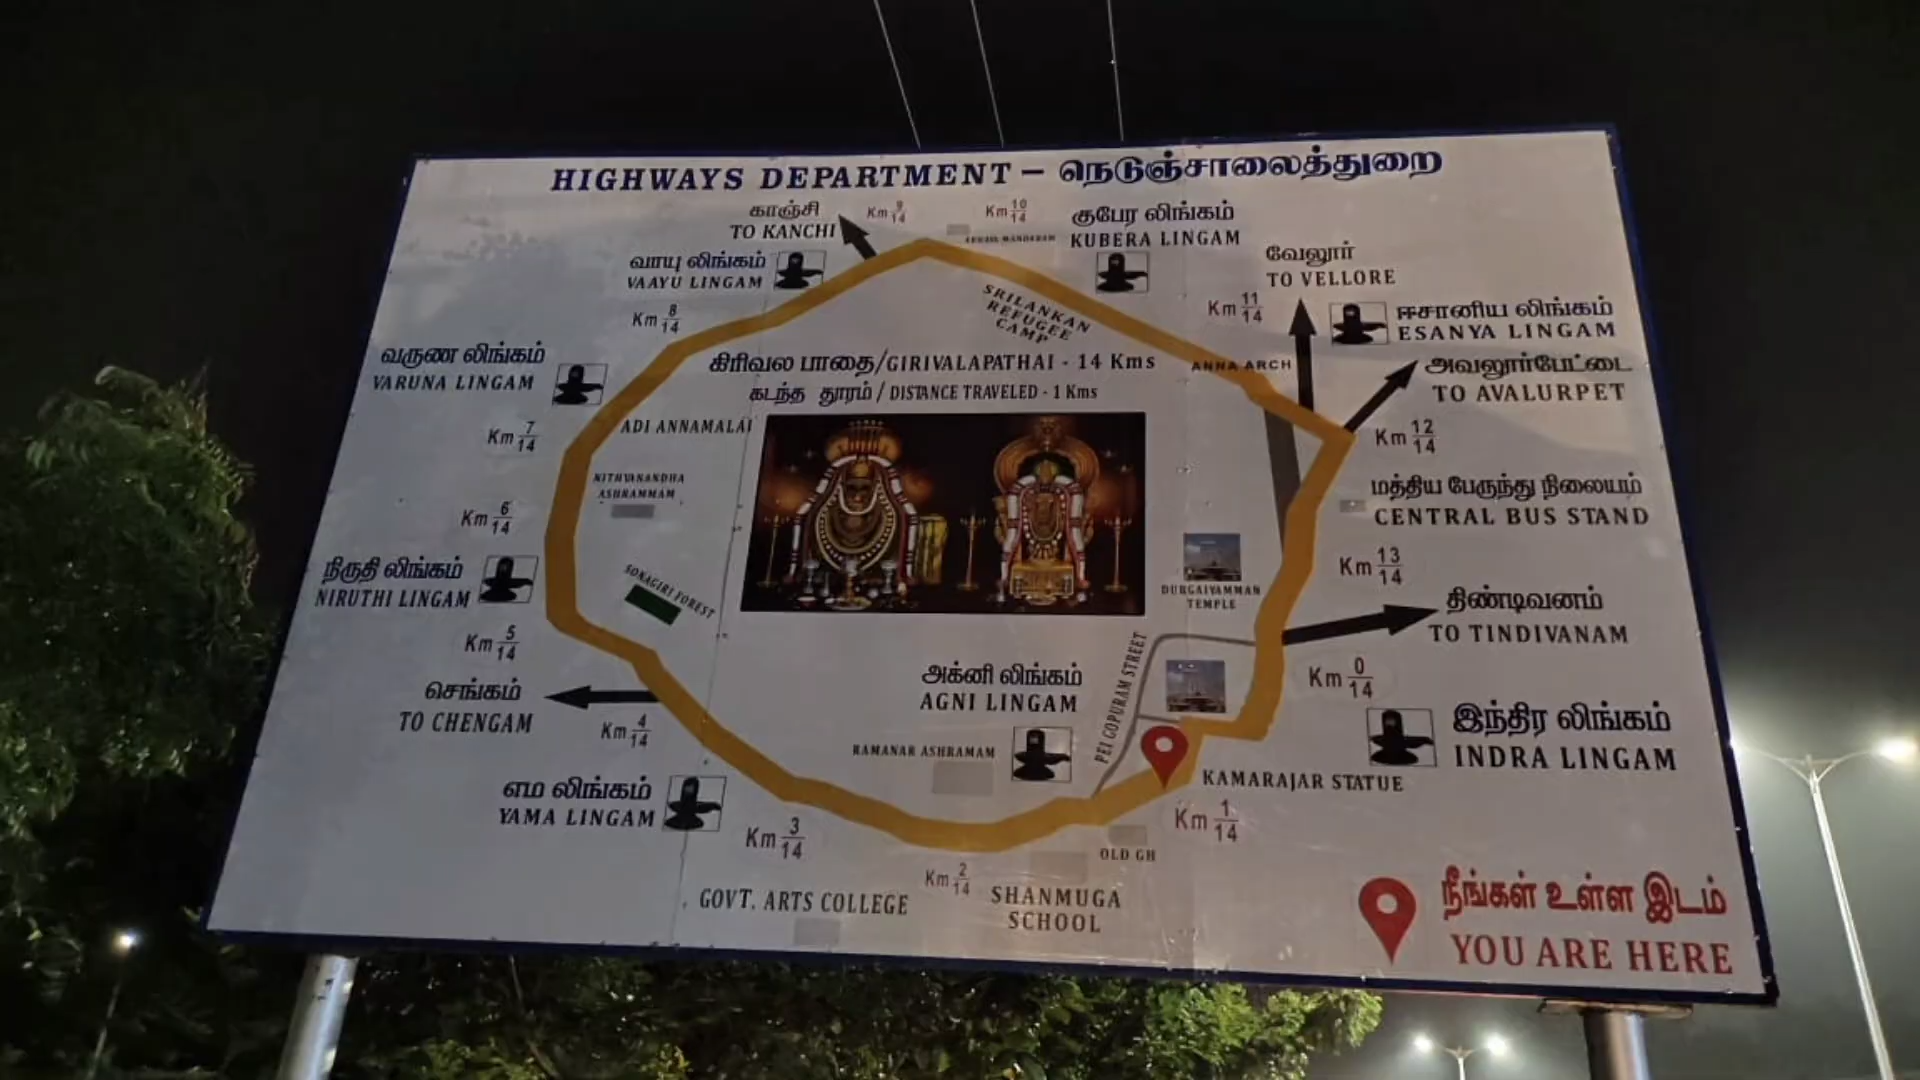 HIGHWAYS DEPARTMENT – நெடுஞ்சாலைத்துறை
காஞ்சி
TO KANCHI
Km 9/14
Km 10/14
குபேர லிங்கம்
KUBERA LINGAM
வாயு லிங்கம்
VAAYU LINGAM
வேலூர்
TO VELLORE
SRILANKAN
REFUGEE
CAMP
Km 8/14
Km 11/14
ஈசானிய லிங்கம்
ESANYA LINGAM
வருண லிங்கம்
VARUNA LINGAM
கிரிவல பாதை/GIRIVALAPATHAI - 14 Kms
கடந்த தூரம் / DISTANCE TRAVELED - 1 Kms
ANNA ARCH
அவலூர்பேட்டை
TO AVALURPET
Km 7/14
ADI ANNAMALAI
Km 12/14
NITHYANANDHA
ASHRAMMAM
மத்திய பேருந்து நிலையம்
CENTRAL BUS STAND
Km 6/14
Km 13/14
நிருதி லிங்கம்
NIRUTHI LINGAM
SONAGIRI FOREST
DURGAIYAMMAN
TEMPLE
திண்டிவனம்
TO TINDIVANAM
Km 5/14
PEI GOPURAM STREET
Km 0/14
செங்கம்
TO CHENGAM
அக்னி லிங்கம்
AGNI LINGAM
Km 4/14
RAMANAR ASHRAMAM
இந்திர லிங்கம்
INDRA LINGAM
எம லிங்கம்
YAMA LINGAM
KAMARAJAR STATUE
Km 3/14
Km 1/14
OLD GH
Km 2/14
GOVT. ARTS COLLEGE
SHANMUGA
SCHOOL
நீங்கள் உள்ள இடம்
YOU ARE HERE